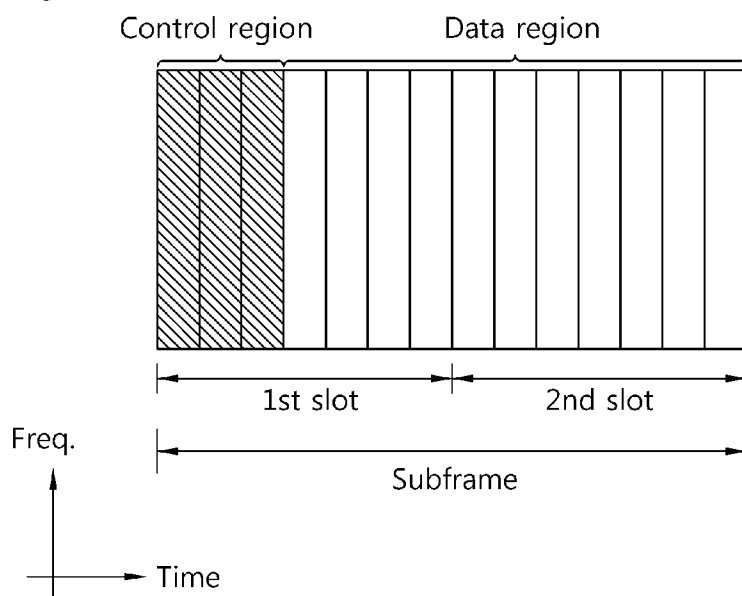 Control region
Data region
1st slot
2nd slot
Subframe
Freq.
Time